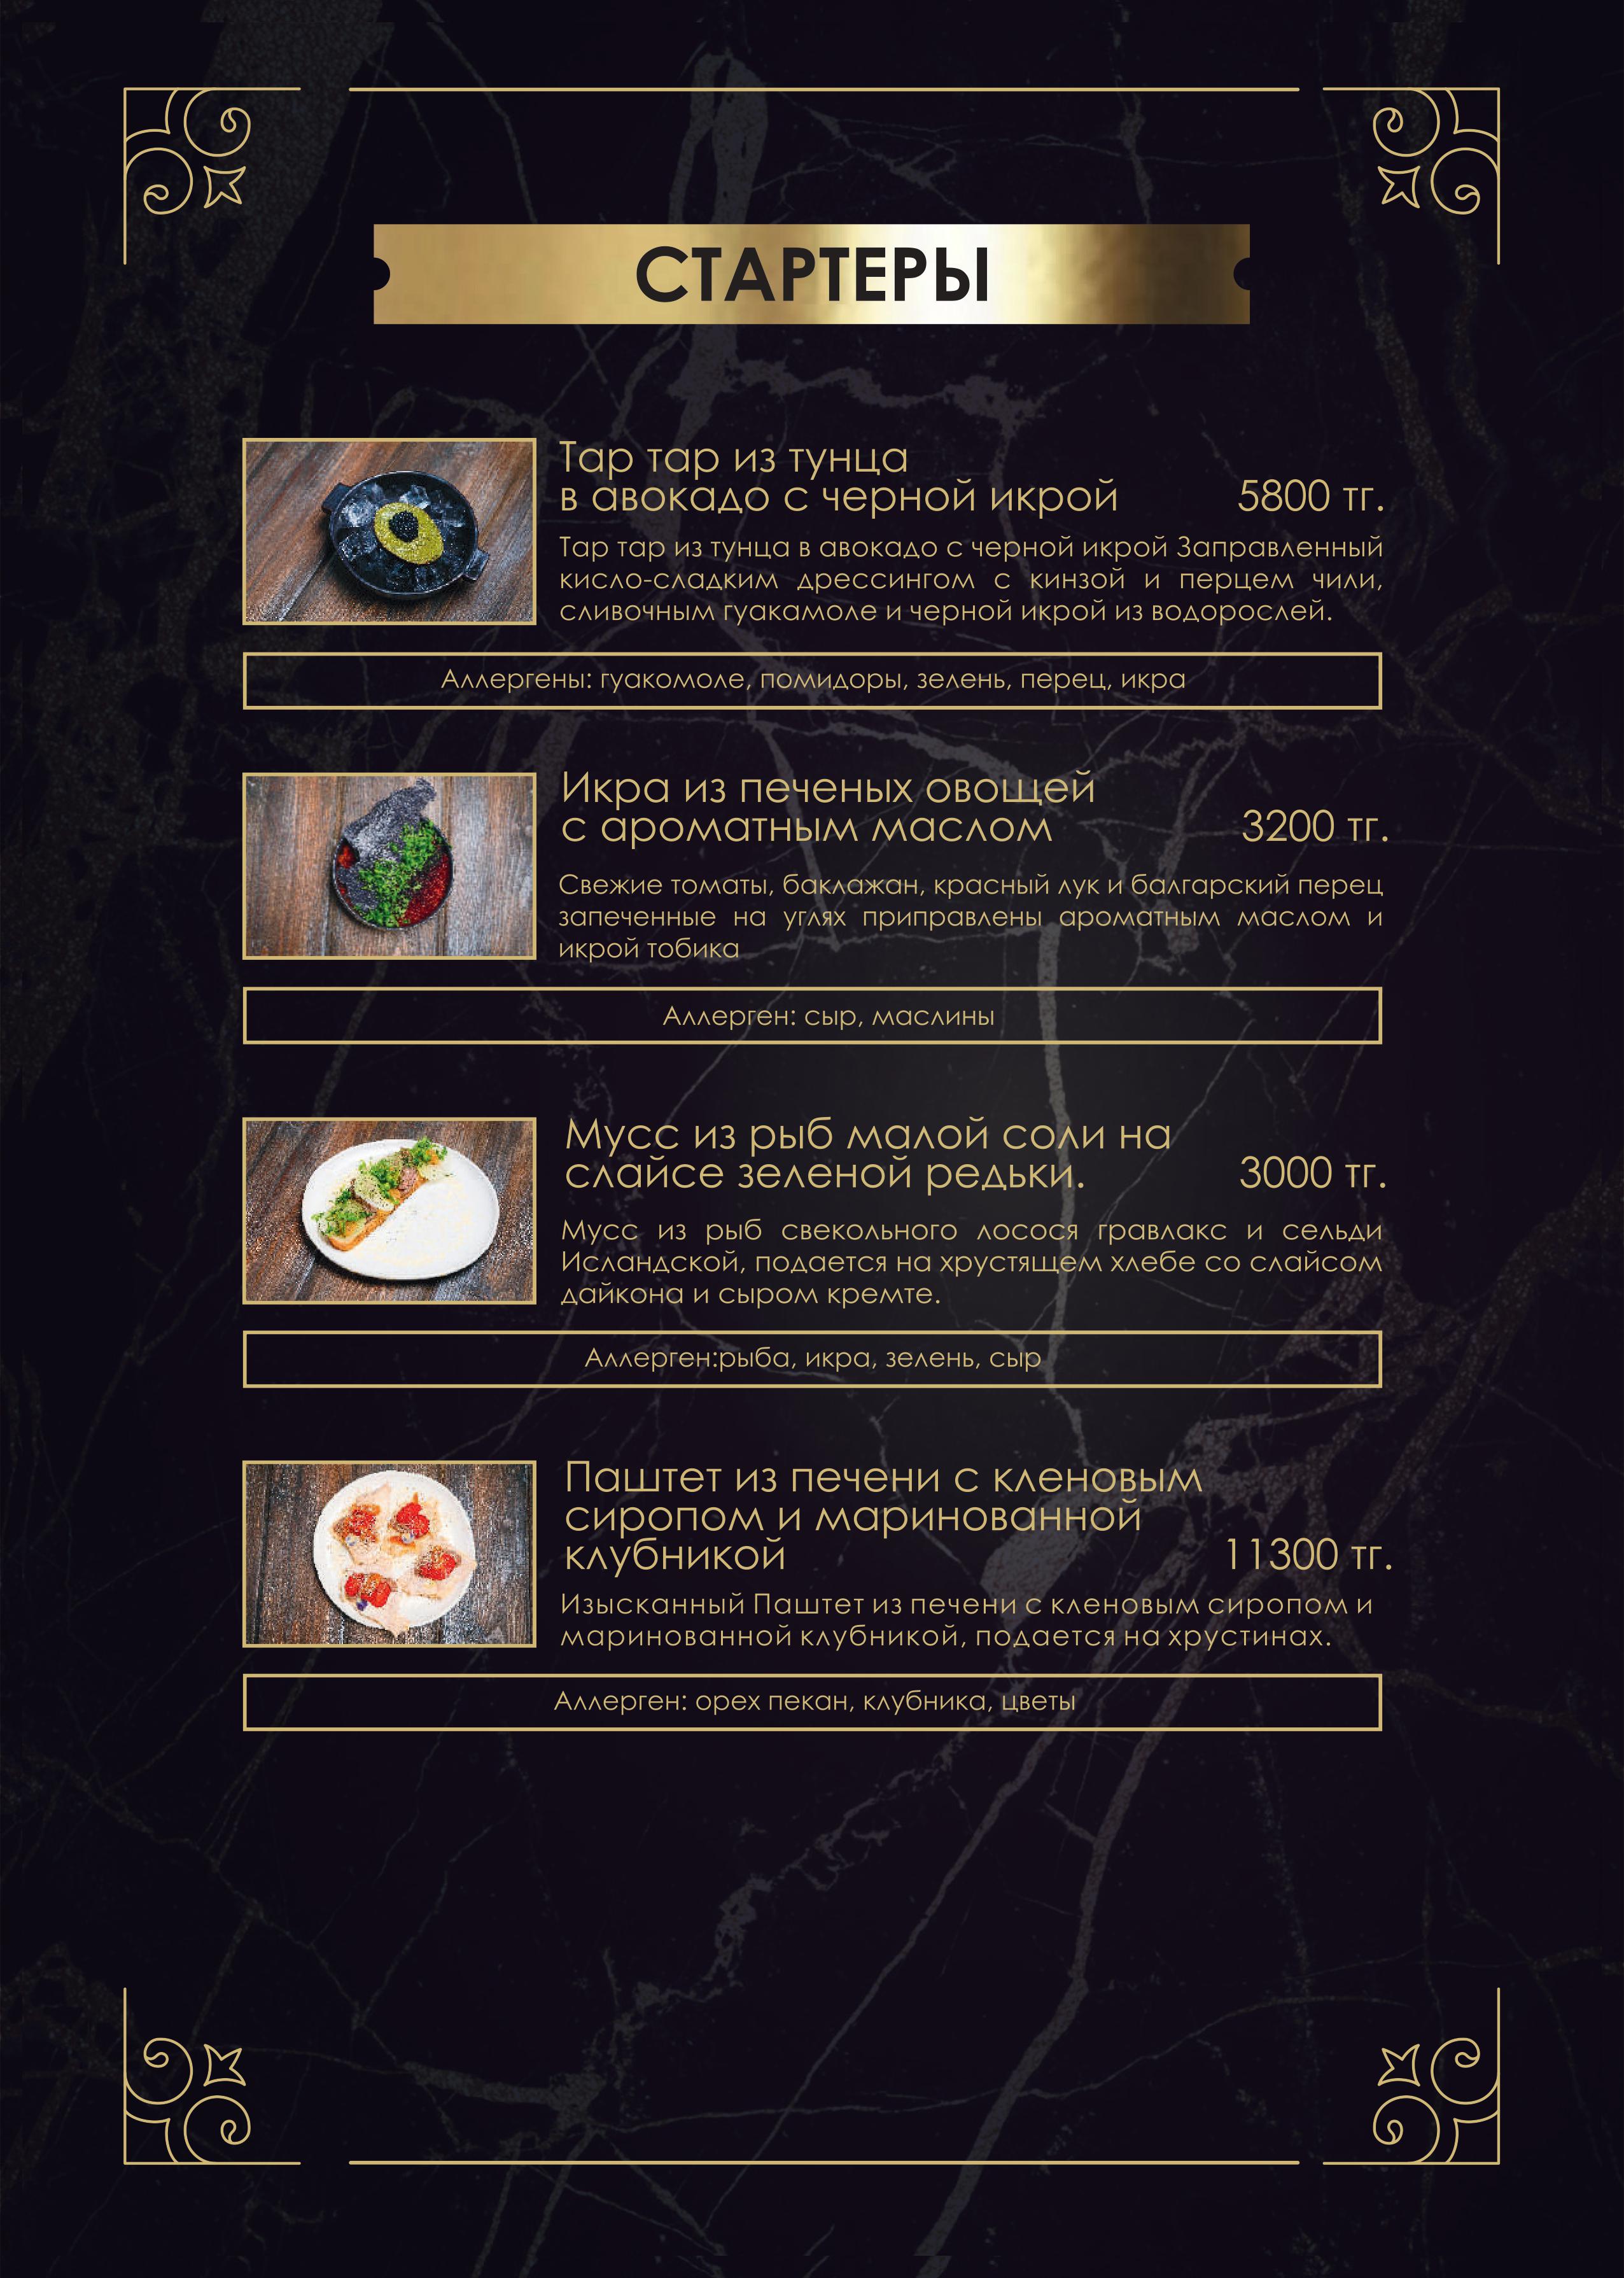 СТАРТЕРЫ
Тар тар из тунца
в авокадо с черной икрой 5800 тг.
Тар тар из тунца в авокадо с черной икрой Заправленный
кисло-сладким дрессингом с кинзой и перцем чили,
сливочным гуакамоле и черной икрой из водорослей.
Аллергены: гуакомоле, помидоры, зелень, перец, икра
Икра из печеных овощей
с ароматным маслом 3200 тг.
Свежие томаты, баклажан, красный лук и балгарский перец
запеченные на углях приправлены ароматным маслом и
икрой тобика
Аллерген: сыр, маслины
Мусс из рыб малой соли на
слайсе зеленой редьки. 3000 тг.
Мусс из рыб свекольного лосося гравлакс и сельди
Исландской, подается на хрустящем хлебе со слайсом
дайкона и сыром кремте.
Аллерген:рыба, икра, зелень, сыр
Паштет из печени с кленовым
сиропом и маринованной
клубникой 11300 тг.
Изысканный Паштет из печени с кленовым сиропом и
маринованной клубникой, подается на хрустинах.
Аллерген: орех пекан, клубника, цветы